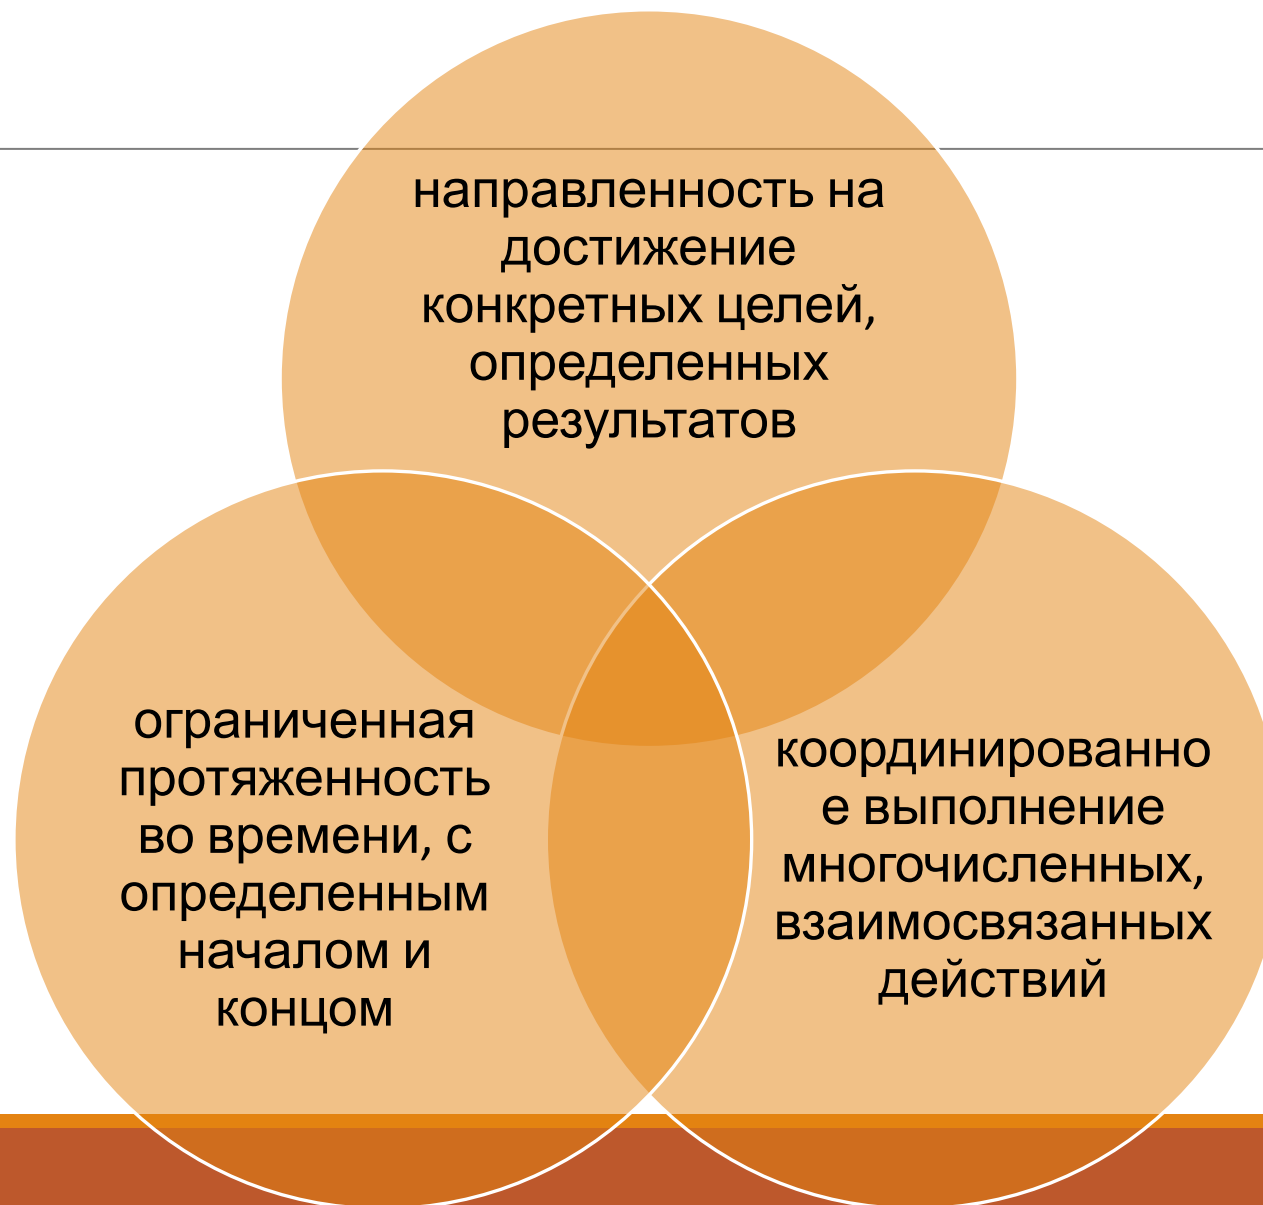 направленность на
достижение
конкретных целей,
определенных
результатов
ограниченная
протяженность
во времени, с
определенным
началом и
концом
координированно
е выполнение
многочисленных,
взаимосвязанных
действий